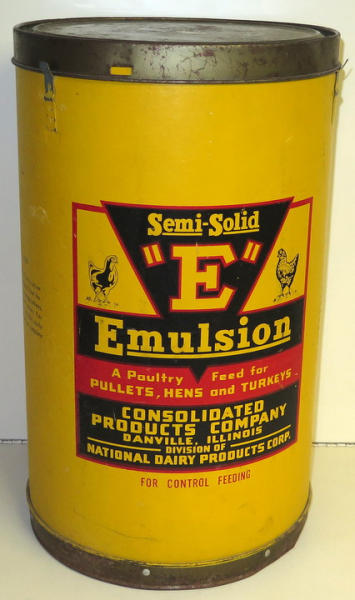 Semi-Solid
"E"
Emulsion
A Poultry Feed for
PULLETS, HENS and TURKEYS
CONSOLIDATED
PRODUCTS COMPANY
DANVILLE, ILLINOIS
DIVISION OF
NATIONAL DAIRY PRODUCTS CORP.
FOR CONTROL FEEDING